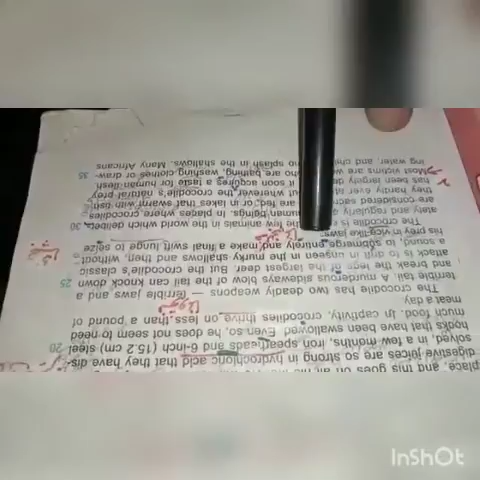 place, and this goes on all
digestive juices are so strong in hydrochloric acid that they have dis-
solved, in a few months, iron spearheads and 6-inch (15.2 cm) steel 20
hooks that have been swallowed. Even so, he does not seem to need
much food. In captivity, crocodiles thrive on less than a pound of
meat a day.
The crocodile has two deadly weapons — terrible jaws and a
terrible tail. A murderous sideways blow of the tail can knock down 25
and break the legs of the largest deer. But the crocodile's classic
attack is to drift in unseen in the murky shallows and then, without
a sound, to submerge entirely and make a final swift lunge to seize
his prey in vice-like jaws.
The crocodile is the few animals in the world which deliber- 30
ately and regularly human beings. In places where crocodiles
are considered sacred are fed, or in lakes that swarm with fish,
they hardly ever but wherever the crocodile's natural prey
has been largely it soon acquires a taste for human flesh.
Most victims are who are bathing, washing clothes or draw- 35
ing water, and who splash in the shallows. Many Africans
InShOt